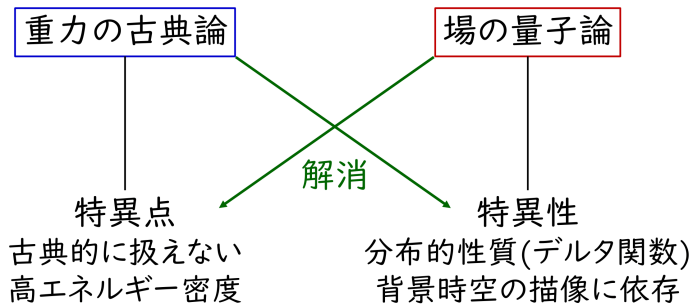 重力の古典論
場の量子論
解消
特異点
古典的に扱えない
高エネルギー密度
特異性
分布的性質(デルタ関数)
背景時空の描像に依存